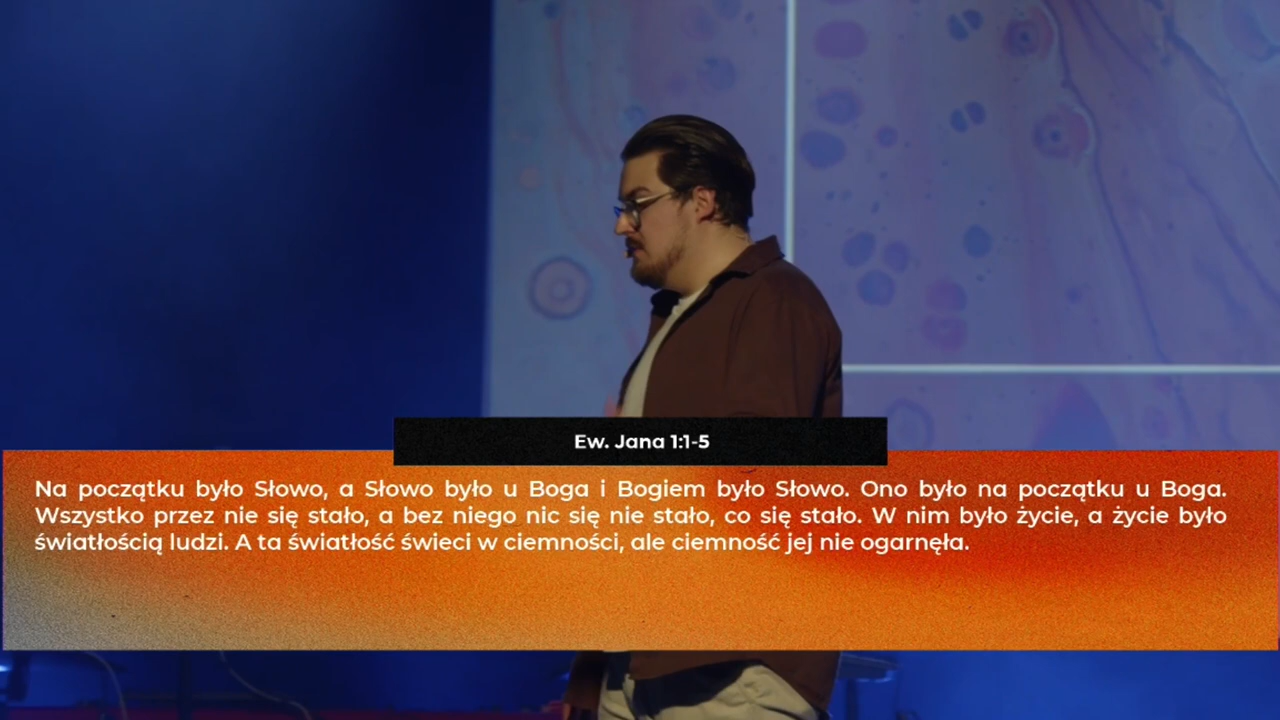 Ew. Jana 1:1-5
Na początku było Słowo, a Słowo było u Boga i Bogiem było Słowo. Ono było na początku u Boga.
Wszystko przez nie się stało, a bez niego nic się nie stało, co się stało. W nim było życie, a życie było
światłością ludzi. A ta światłość świeci w ciemności, ale ciemność jej nie ogarnęła.